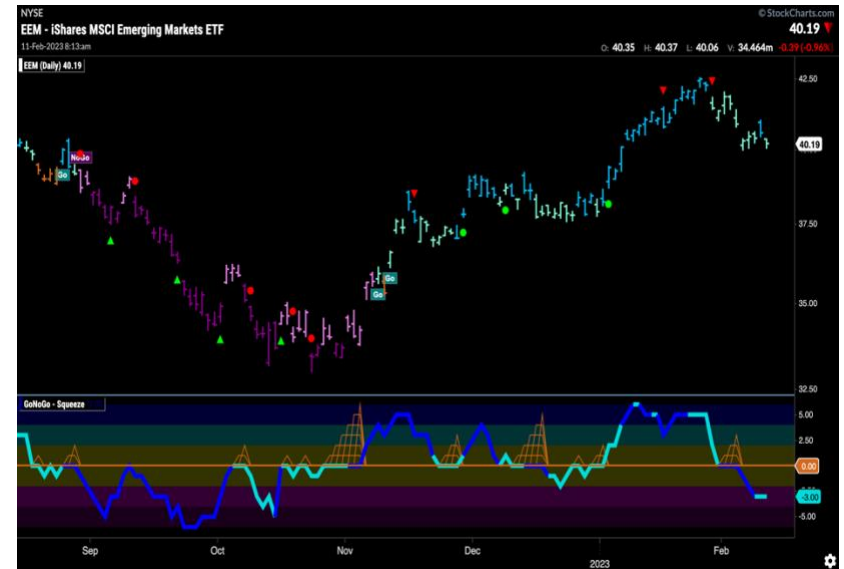 NYSE
© StockCharts.com
EEM - iShares MSCI Emerging Markets ETF
40.19
11-Feb-2023 8:13am
O: 40.35 H: 40.37 L: 40.06 V: 34.464m -0.39 (-0.96%)
EEM (Daily) 40.19
42.50
NoGo
40.19
Go
37.50
Go
Go
35.00
32.50
GoNoGo - Squeeze
5.00
2.50
0.00
-3.00
-5.00
Sep Oct Nov Dec 2023 Feb